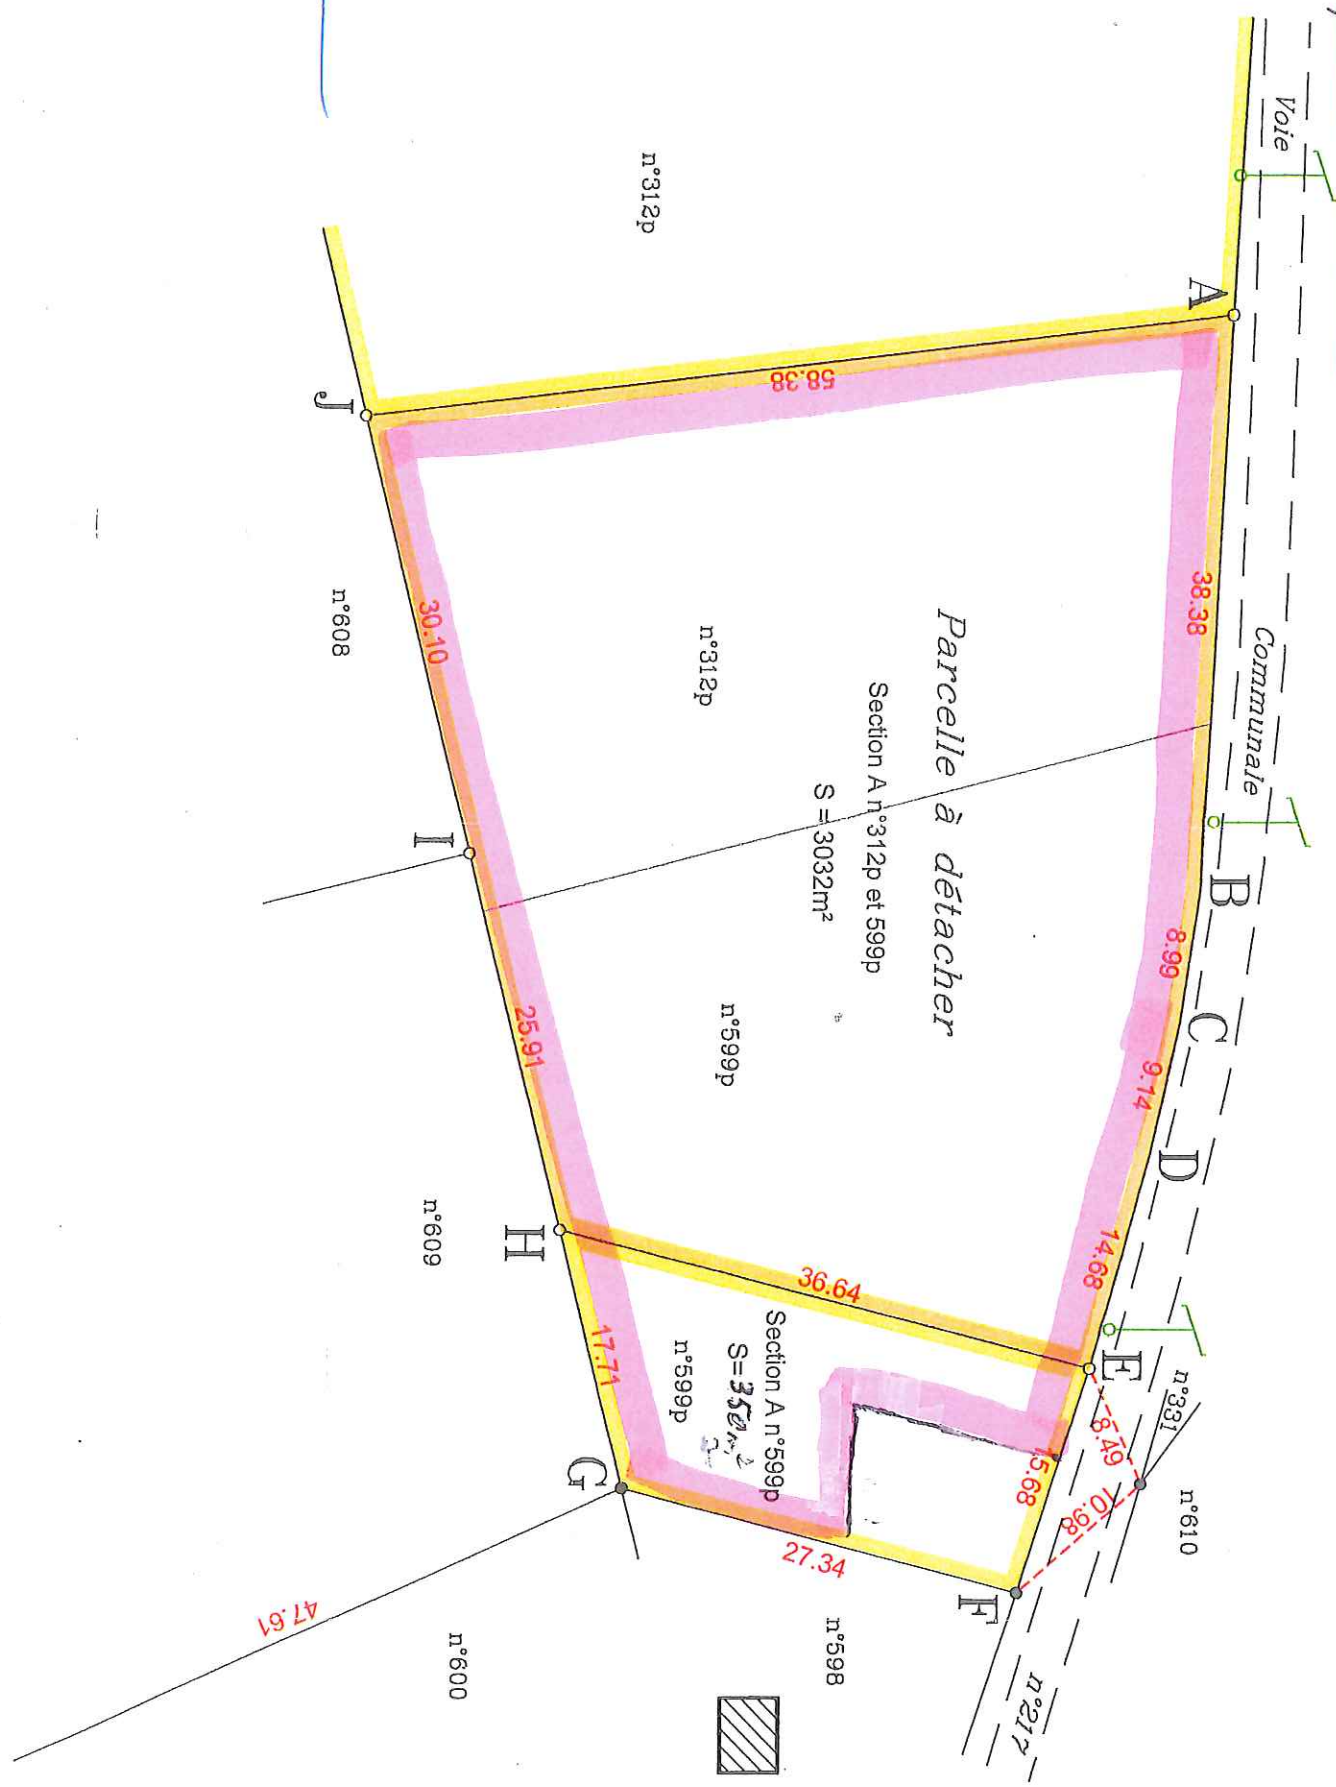 Voie
Communale
n°217
n°312p
A
B
C
D
E
F
G
H
I
J
58.38
38.38
8.99
9.14
14.68
15.68
8.49
10.98
27.34
17.71
36.64
25.91
30.10
47.61
Parcelle à détacher
Section A n°312p et 599p
S = 3032m²
n°312p
n°599p
Section A n°599p
S=350m²
n°599p
n°331
n°610
n°598
n°600
n°609
n°608